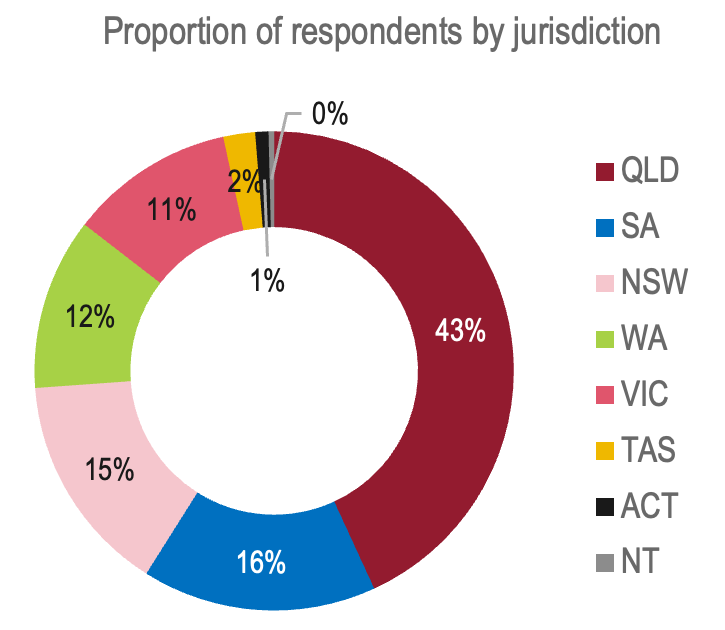 Proportion of respondents by jurisdiction
0%
2%
11%
1%
12%
43%
15%
16%
QLD
SA
NSW
WA
VIC
TAS
ACT
NT